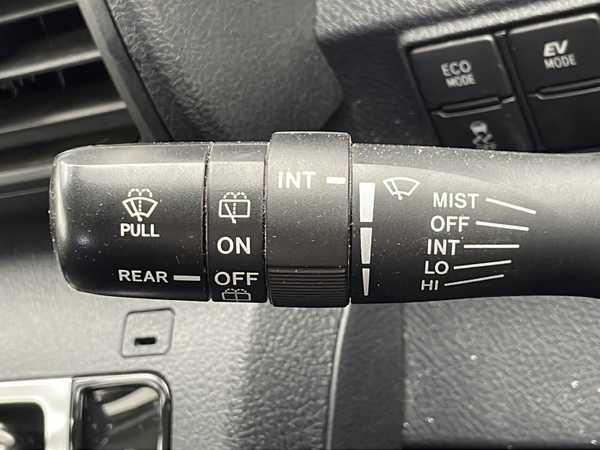 ECO
MODE
EV
MODE
PULL
REAR
ON
OFF
INT
MIST
OFF
INT
LO
HI